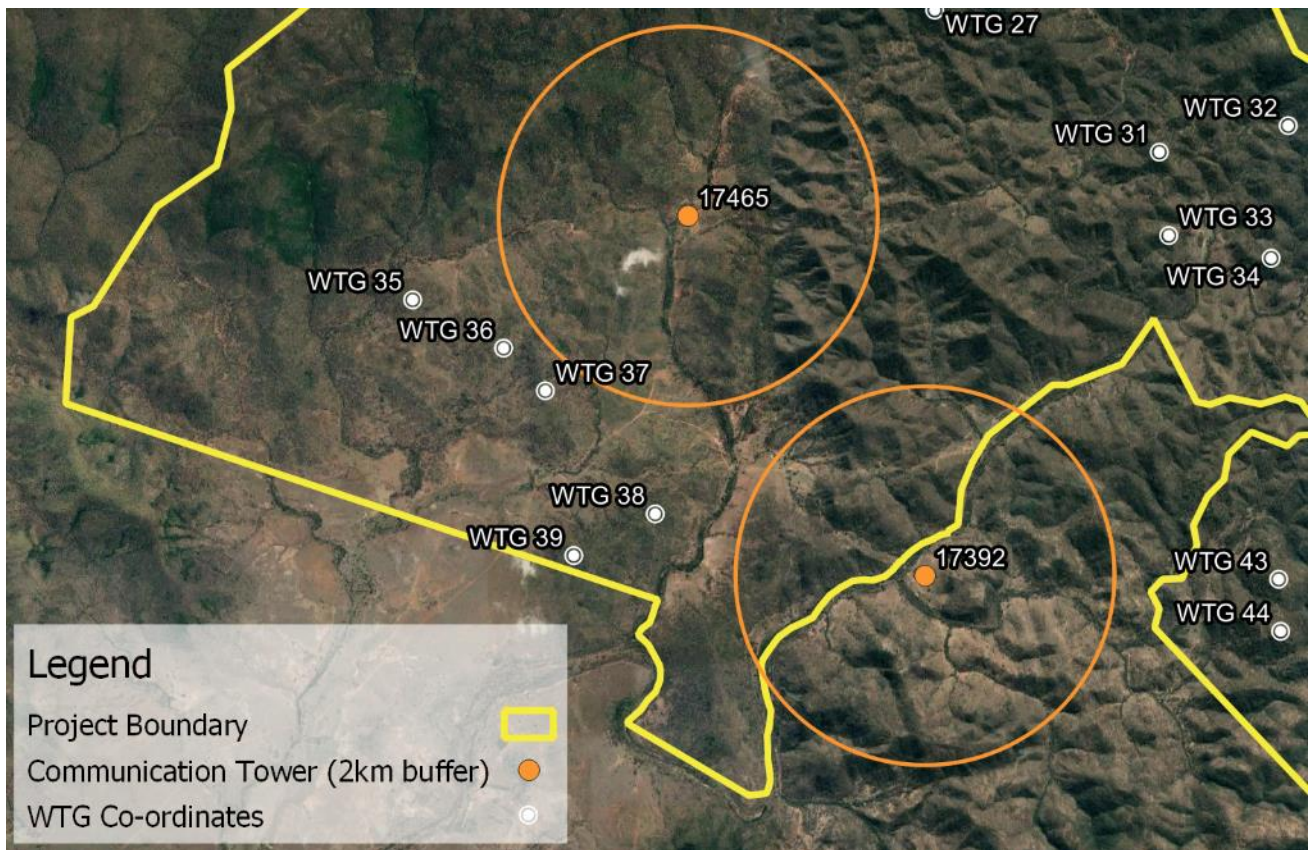 WTG 27
WTG 32
WTG 31
17465
WTG 33
WTG 34
WTG 35
WTG 36
WTG 37
WTG 38
WTG 39
17392
WTG 43
WTG 44
Legend
Project Boundary
Communication Tower (2km buffer)
WTG Co-ordinates